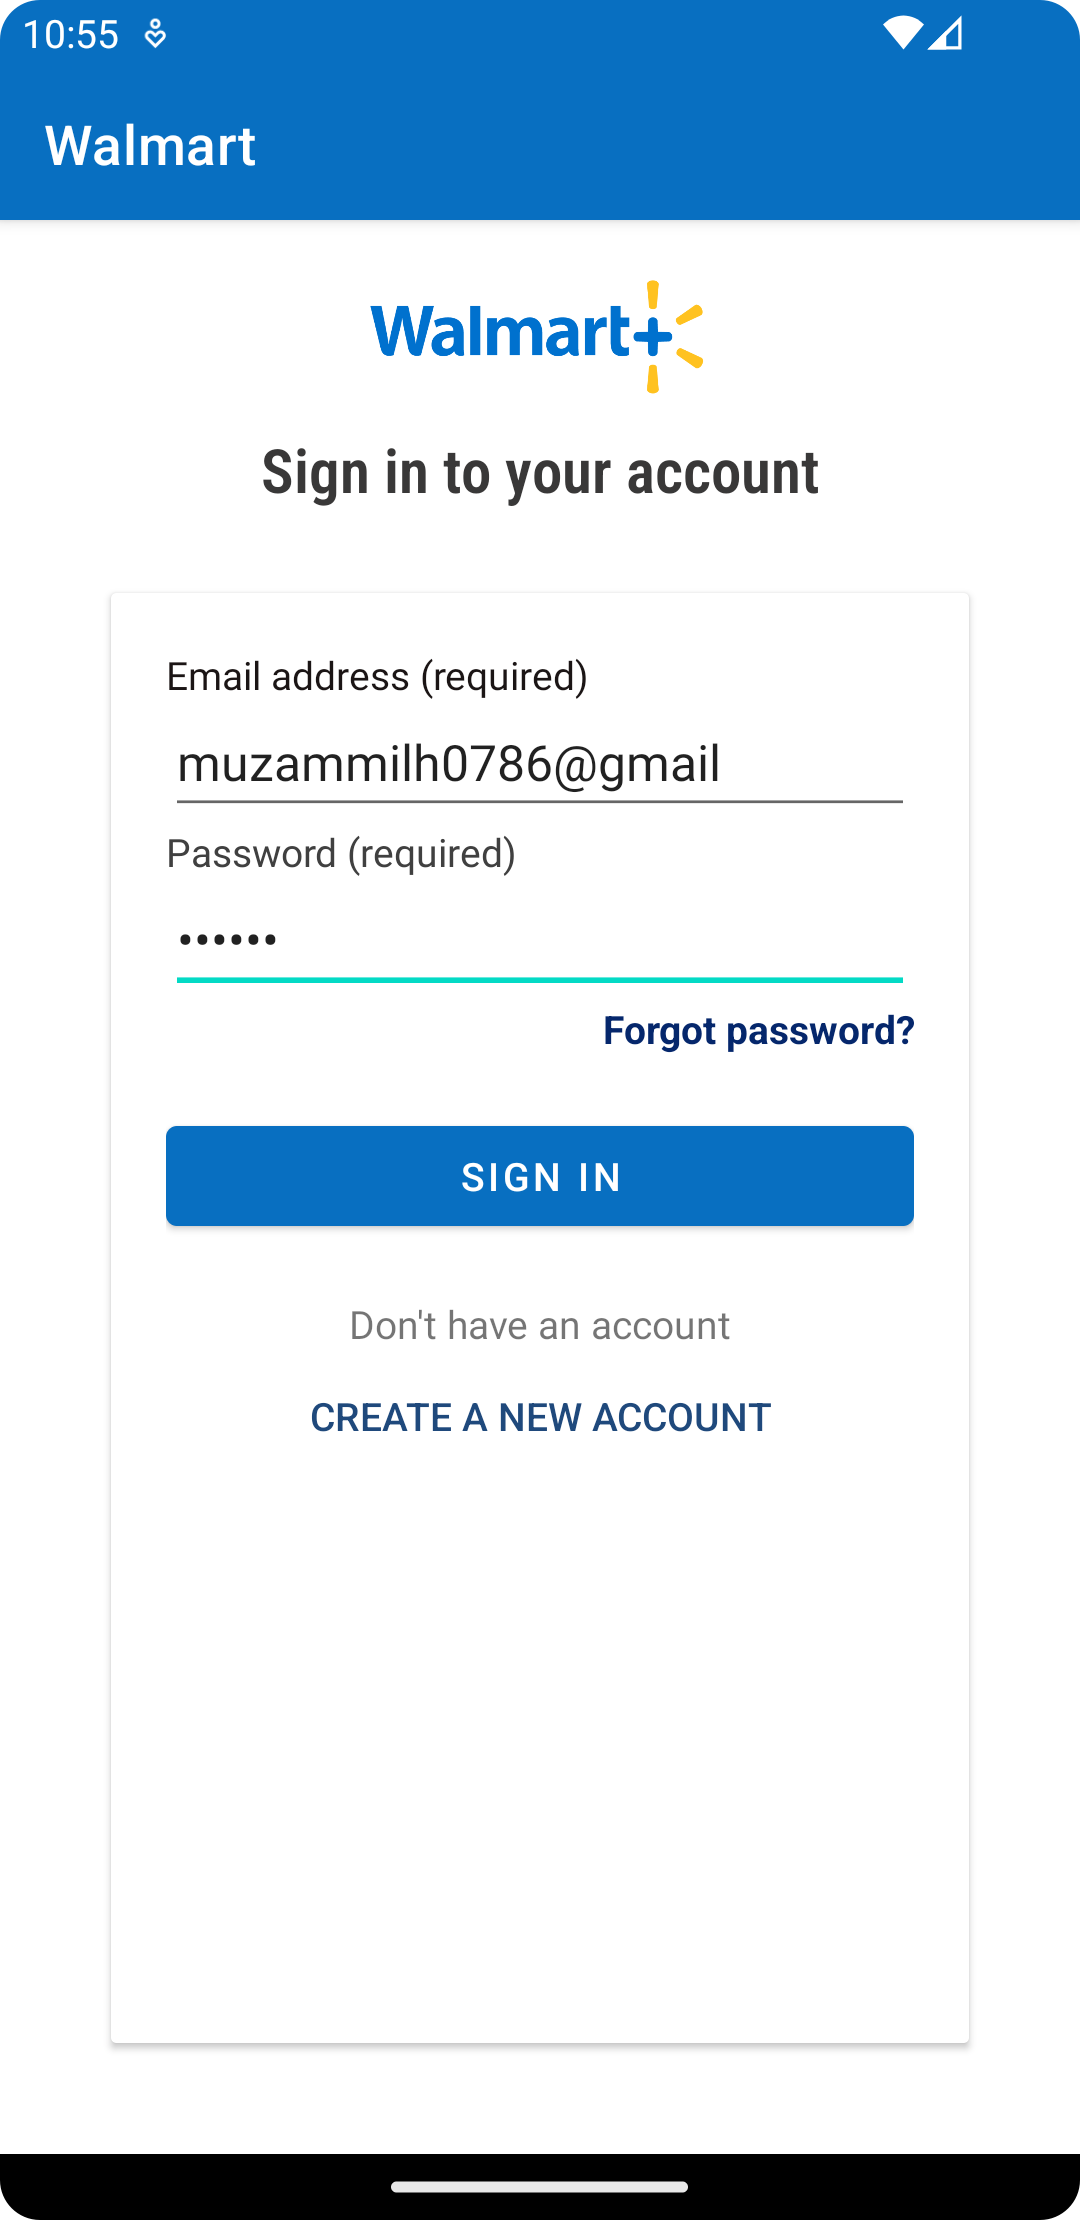 10:55
Walmart
Walmart+
Sign in to your account
Email address (required)
muzammilh0786@gmail
Password (required)
••••••
Forgot password?
SIGN IN
Don't have an account
CREATE A NEW ACCOUNT